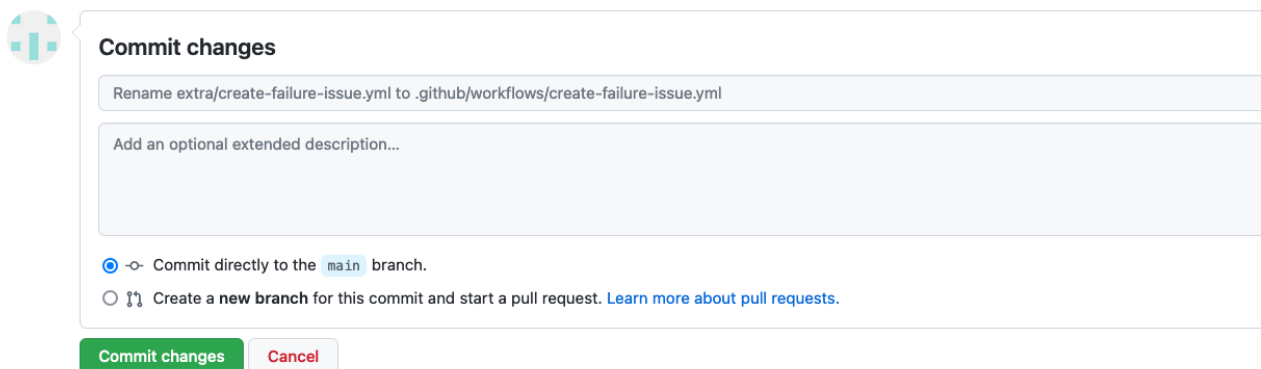 Commit changes
Rename extra/create-failure-issue.yml to .github/workflows/create-failure-issue.yml
Add an optional extended description...
Commit directly to the main branch.
Create a new branch for this commit and start a pull request. Learn more about pull requests.
Commit changes Cancel